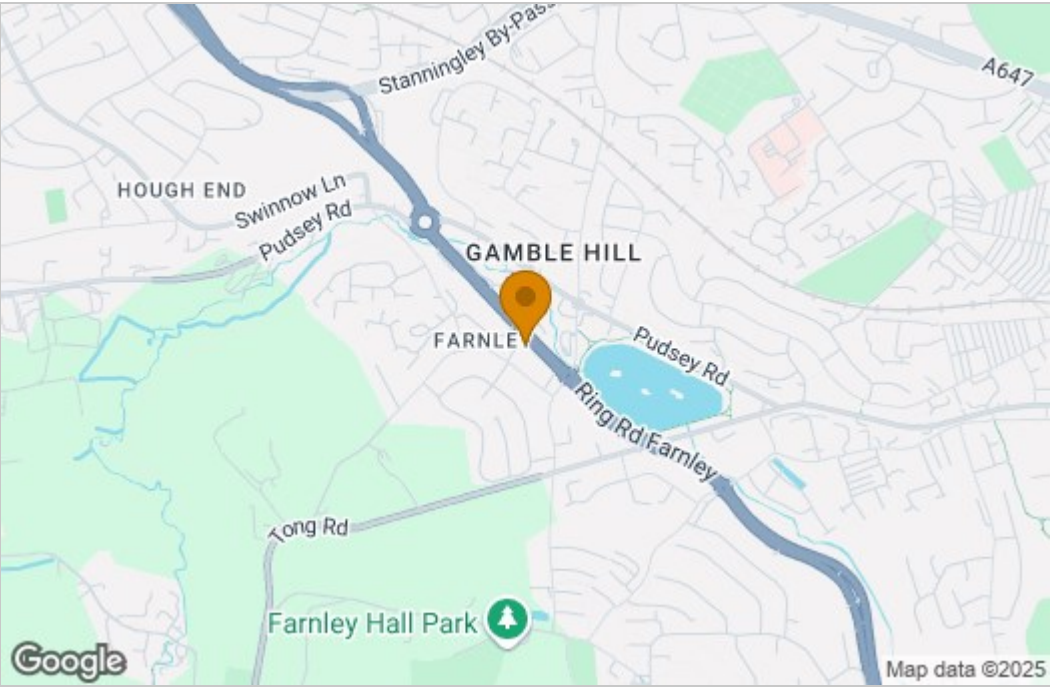 Stanningley By-Pass
A647
HOUGH END
Swinnow Ln
Pudsey Rd
GAMBLE HILL
FARNLEY
Pudsey Rd
Ring Rd Farnley
Tong Rd
Farnley Hall Park
Google
Map data ©2025